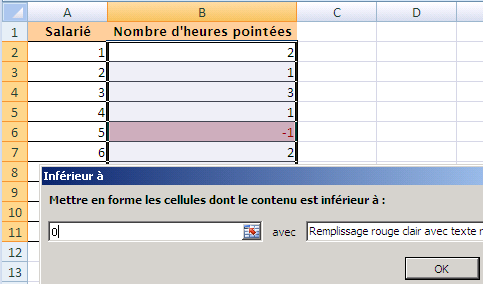 A B C D
1 Salarié Nombre d'heures pointées
2 1 2
3 2 1
4 3 3
5 4 1
6 5 -1
7 6 2
8 Inférieur à
9 Mettre en forme les cellules dont le contenu est inférieur à :
10
11 0 avec Remplissage rouge clair avec texte
12
13 OK